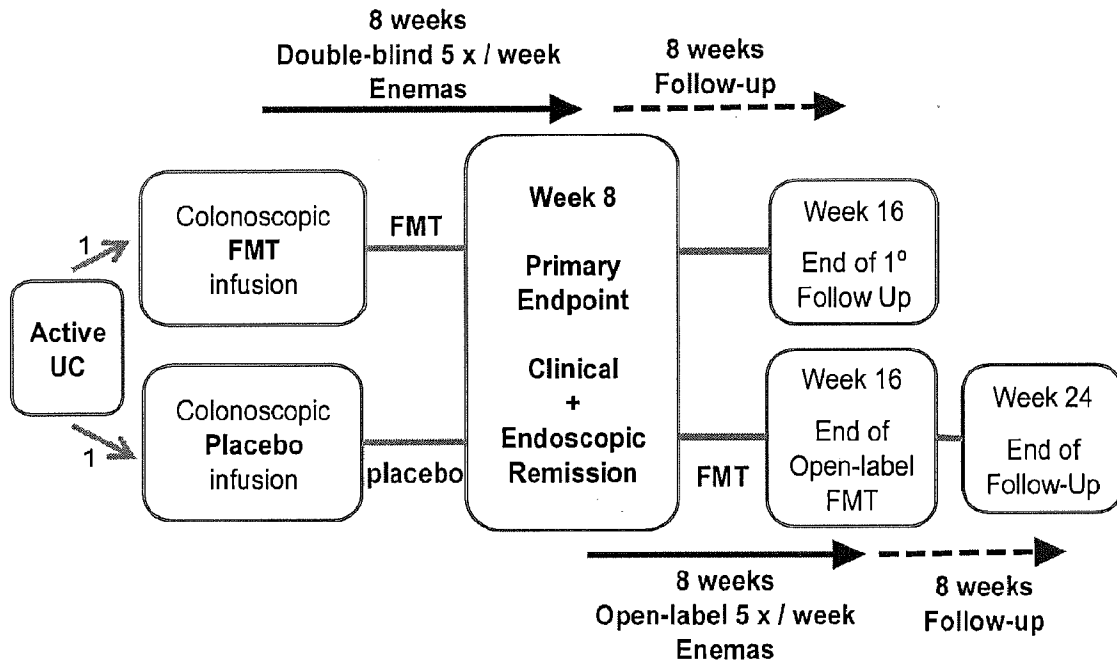 8 weeks
Double-blind 5 x / week
Enemas
8 weeks
Follow-up
Active
UC
1
1
Colonoscopic
FMT
infusion
Colonoscopic
Placebo
infusion
FMT
placebo
Week 8
Primary
Endpoint
Clinical
+
Endoscopic
Remission
Week 16
End of 1º
Follow Up
FMT
Week 16
End of
Open-label
FMT
Week 24
End of
Follow-Up
8 weeks
Open-label 5 x / week
Enemas
8 weeks
Follow-up